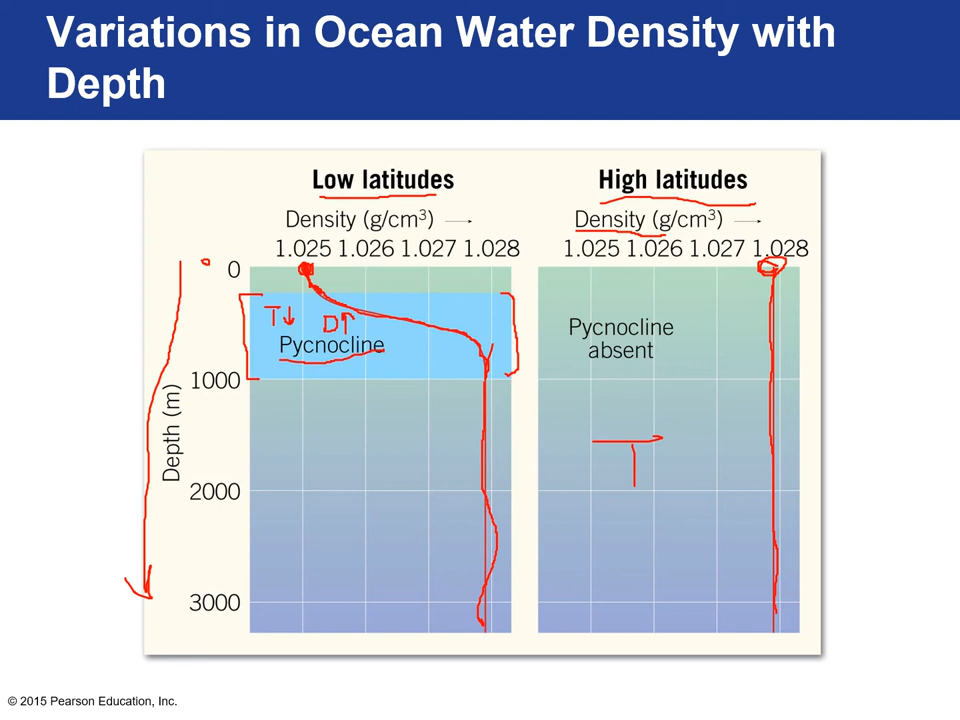 Variations in Ocean Water Density with
Depth
Low latitudes
High latitudes
Density (g/cm³) →
Density (g/cm³) →
1.025 1.026 1.027 1.028
1.025 1.026 1.027 1.028
0
T↓ D↑
Pycnocline
Pycnocline
absent
1000
Depth (m)
T
2000
3000
© 2015 Pearson Education, Inc.